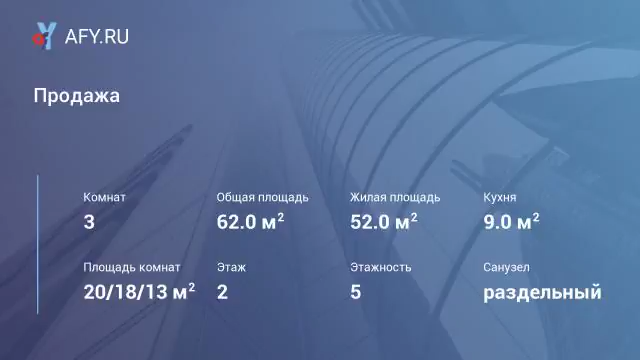 AFY.RU
Продажа
Комнат
3
Общая площадь
62.0 м²
Жилая площадь
52.0 м²
Кухня
9.0 м²
Площадь комнат
20/18/13 м²
Этаж
2
Этажность
5
Санузел
раздельный